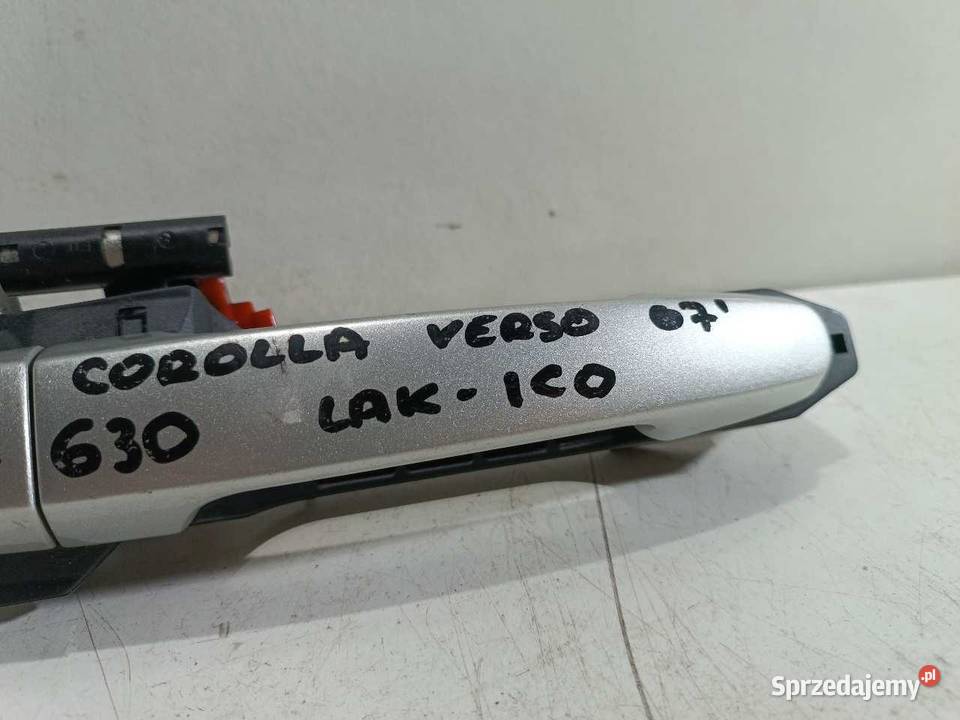 COROLLA VERSO 07'
630 LAK-1C0
Sprzedajemy.pl